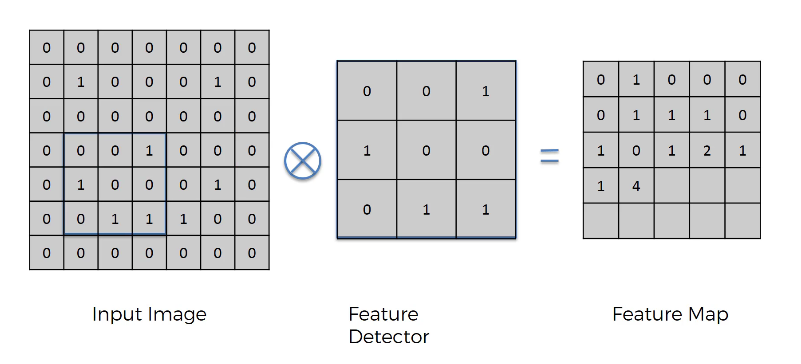 0 0 0 0 0 0 0
0 1 0 0 0 1 0
0 0 0 0 0 0 0
0 0 0 1 0 0 0
0 1 0 0 0 1 0
0 0 1 1 1 0 0
0 0 0 0 0 0 0
Input Image
⊗
0 0 1
1 0 0
0 1 1
Feature
Detector
=
0 1 0 0 0
0 1 1 1 0
1 0 1 2 1
1 4
Feature Map